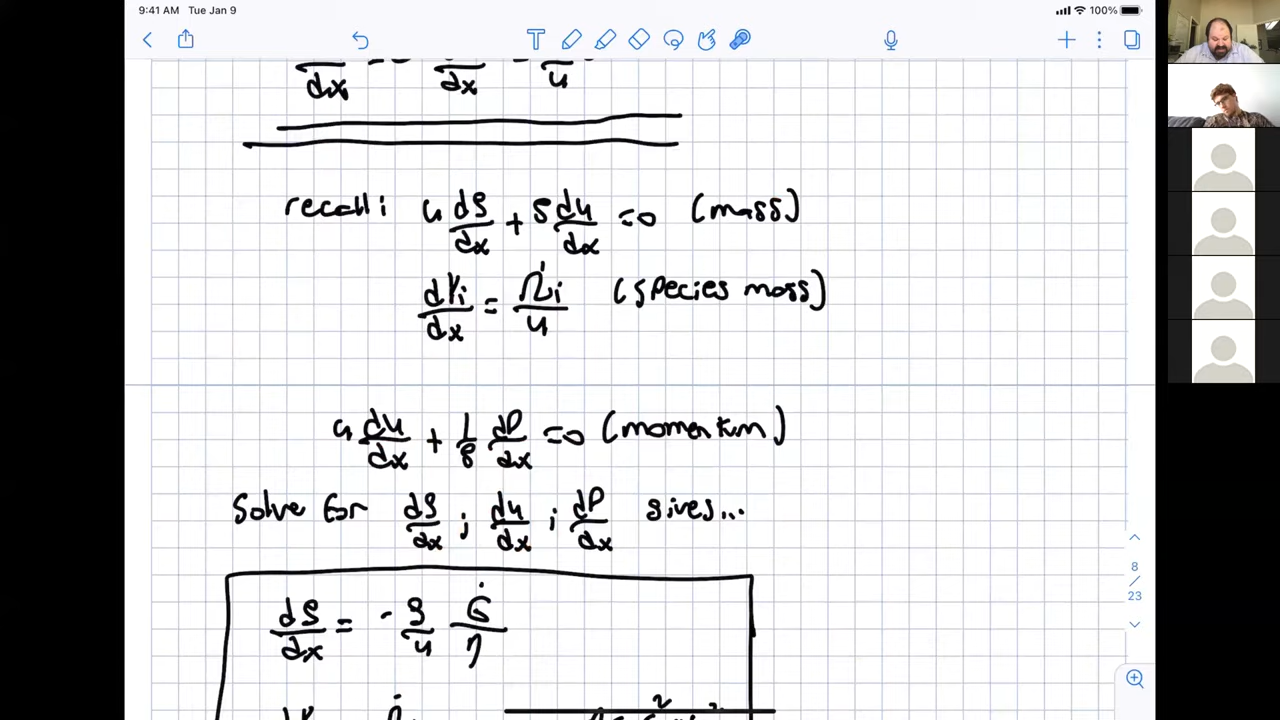 9:41 AM Tue Jan 9 100%
dx dx u
recall: u dρ/dx + ρ du/dx = 0 (mass)
dYi/dx = Ω̇i/u (species mass)
u du/dx + 1/ρ dP/dx = 0 (momentum)
Solve for dρ/dx ; du/dx ; dP/dx gives...
dρ/dx = - ρ/u σ̇/η
8
/
23